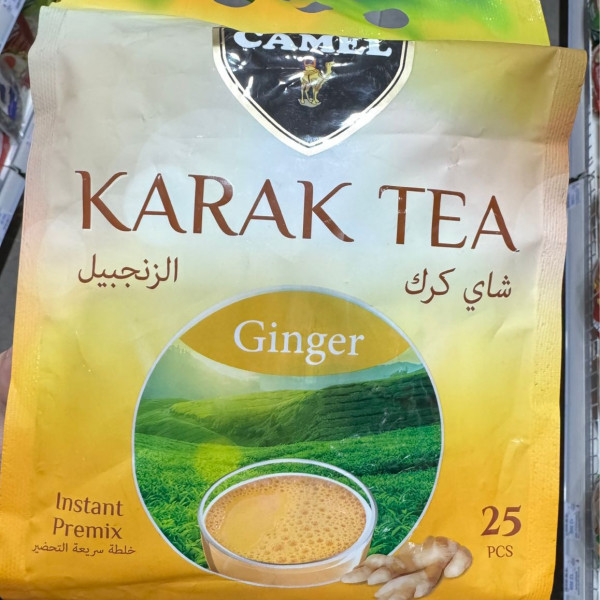 CAMEL
KARAK TEA
شاي كرك
الزنجبيل
Ginger
Instant
Premix
خلطة سريعة التحضير
25
PCS